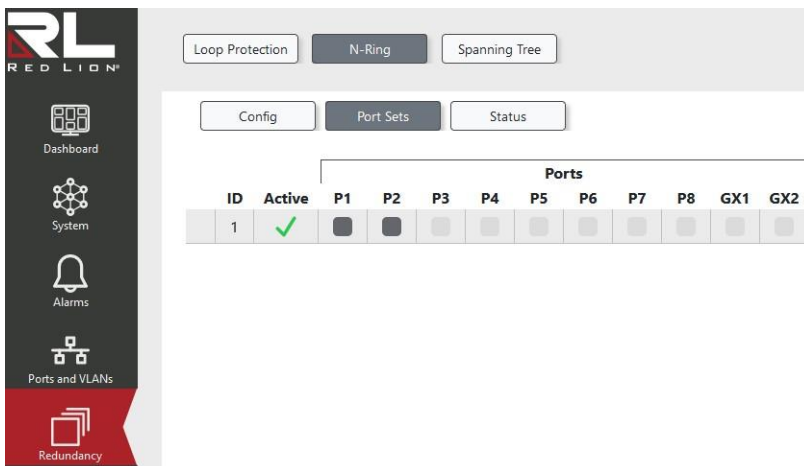 RL
RED LION®
Loop Protection N-Ring Spanning Tree
Config Port Sets Status
Dashboard
System
Alarms
Ports and VLANs
Redundancy
Ports
ID Active P1 P2 P3 P4 P5 P6 P7 P8 GX1 GX2
1